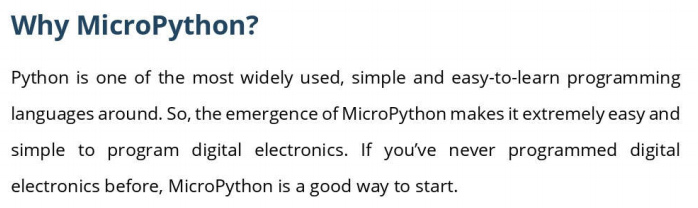 Why MicroPython?
Python is one of the most widely used, simple and easy-to-learn programming
languages around. So, the emergence of MicroPython makes it extremely easy and
simple to program digital electronics. If you’ve never programmed digital
electronics before, MicroPython is a good way to start.